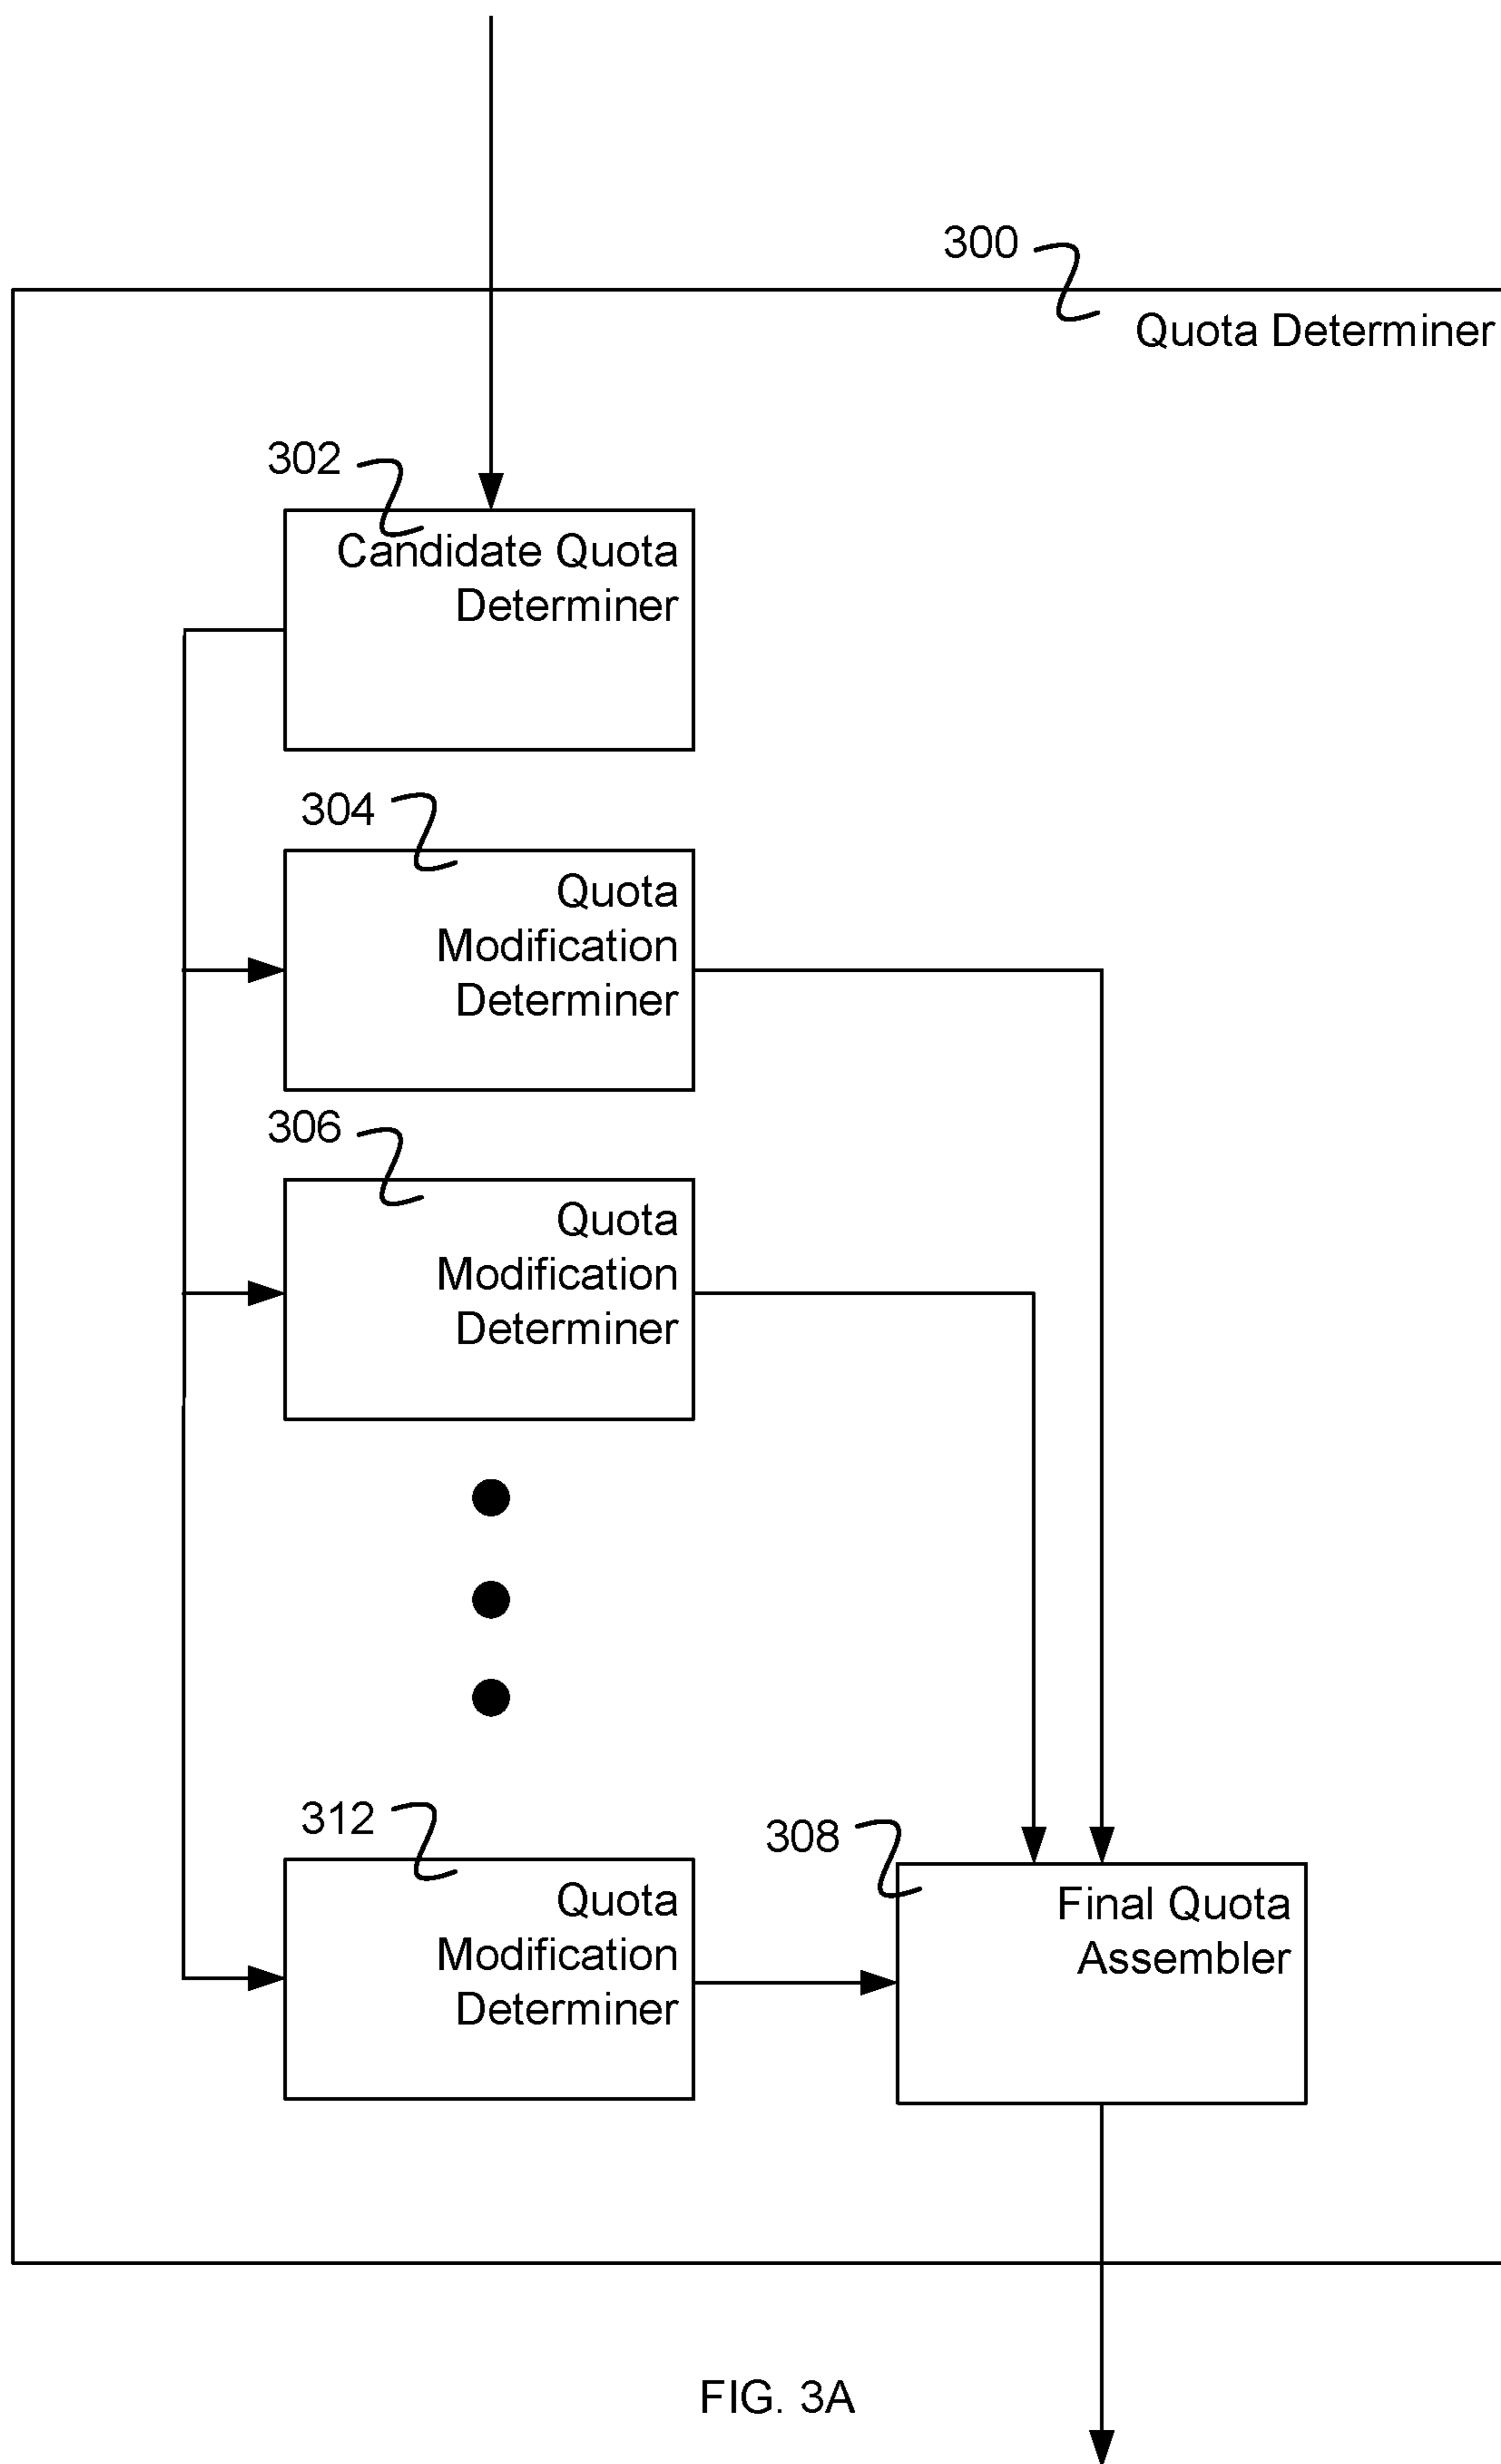 300
Quota Determiner
302
Candidate Quota
Determiner
304
Quota
Modification
Determiner
306
Quota
Modification
Determiner
312
Quota
Modification
Determiner
308
Final Quota
Assembler
FIG. 3A